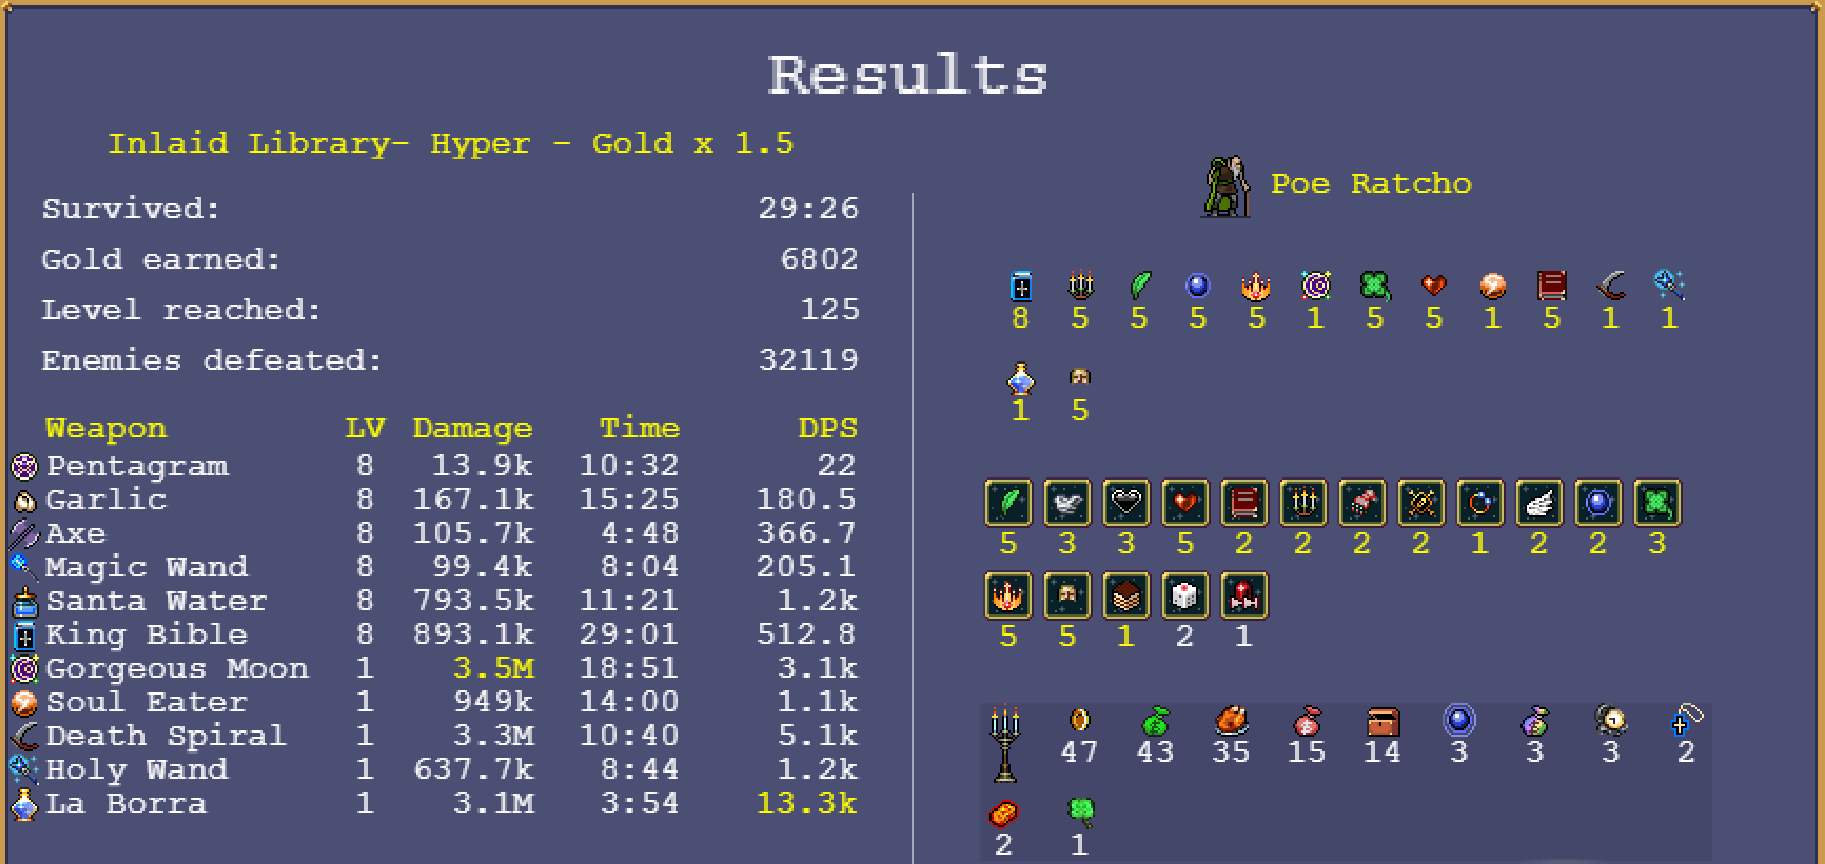 Results
Inlaid Library- Hyper - Gold x 1.5
Survived: 29:26
Gold earned: 6802
Level reached: 125
Enemies defeated: 32119
Weapon LV Damage Time DPS
Pentagram 8 13.9k 10:32 22
Garlic 8 167.1k 15:25 180.5
Axe 8 105.7k 4:48 366.7
Magic Wand 8 99.4k 8:04 205.1
Santa Water 8 793.5k 11:21 1.2k
King Bible 8 893.1k 29:01 512.8
Gorgeous Moon 1 3.5M 18:51 3.1k
Soul Eater 1 949k 14:00 1.1k
Death Spiral 1 3.3M 10:40 5.1k
Holy Wand 1 637.7k 8:44 1.2k
La Borra 1 3.1M 3:54 13.3k
Poe Ratcho
8 5 5 5 5 1 5 5 1 5 1 1
1 5
5 3 3 5 2 2 2 2 1 2 2 3
5 5 1 2 1
47 43 35 15 14 3 3 3 2
2 1